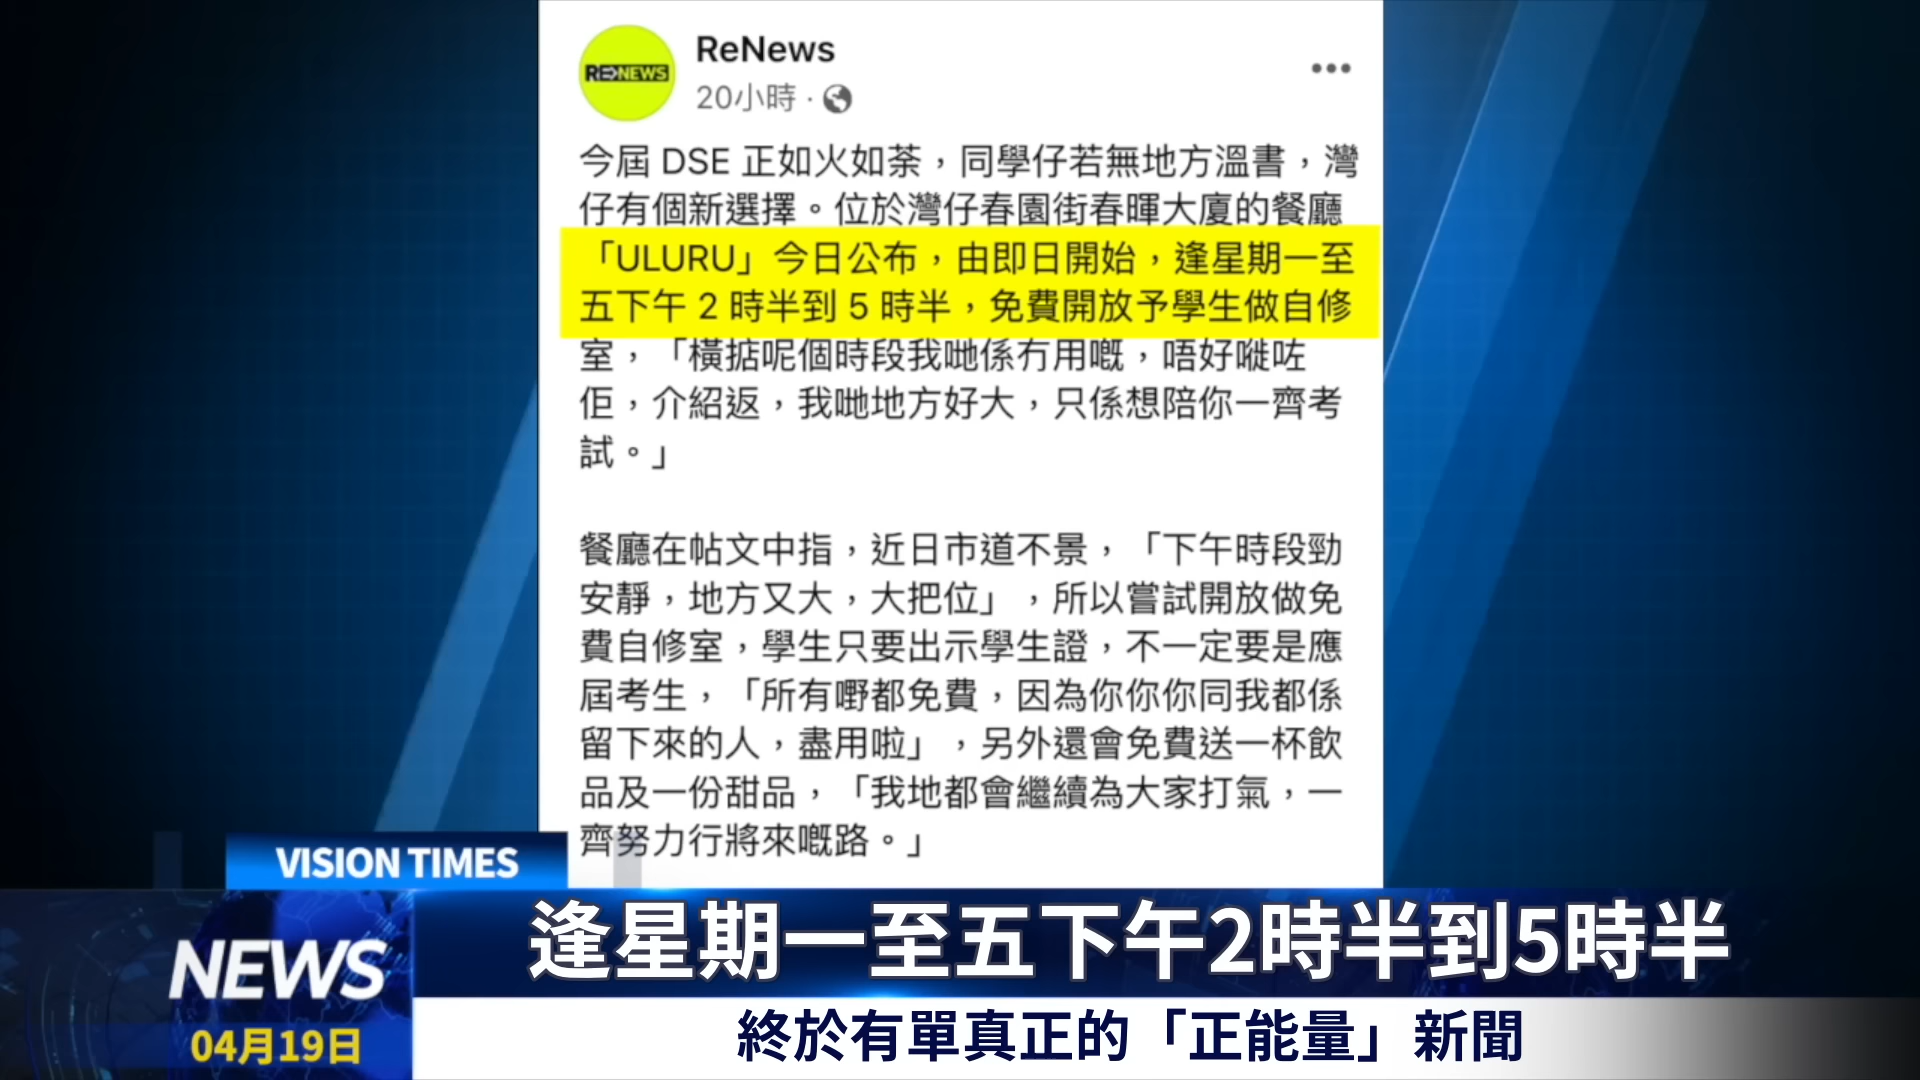 RE NEWS
ReNews
20小時 ·
今屆 DSE 正如火如荼，同學仔若無地方溫書，灣
仔有個新選擇。位於灣仔春園街春暉大廈的餐廳
「ULURU」今日公布，由即日開始，逢星期一至
五下午 2 時半到 5 時半，免費開放予學生做自修
室，「橫掂呢個時段我哋係冇用嘅，唔好嘥咗
佢，介紹返，我哋地方好大，只係想陪你一齊考
試。」
餐廳在帖文中指，近日市道不景，「下午時段勁
安靜，地方又大，大把位」，所以嘗試開放做免
費自修室，學生只要出示學生證，不一定要是應
屆考生，「所有嘢都免費，因為你你你同我都係
留下來的人，盡用啦」，另外還會免費送一杯飲
品及一份甜品，「我地都會繼續為大家打氣，一
齊努力行將來嘅路。」
VISION TIMES
NEWS
04月19日
逢星期一至五下午2時半到5時半
終於有單真正的「正能量」新聞